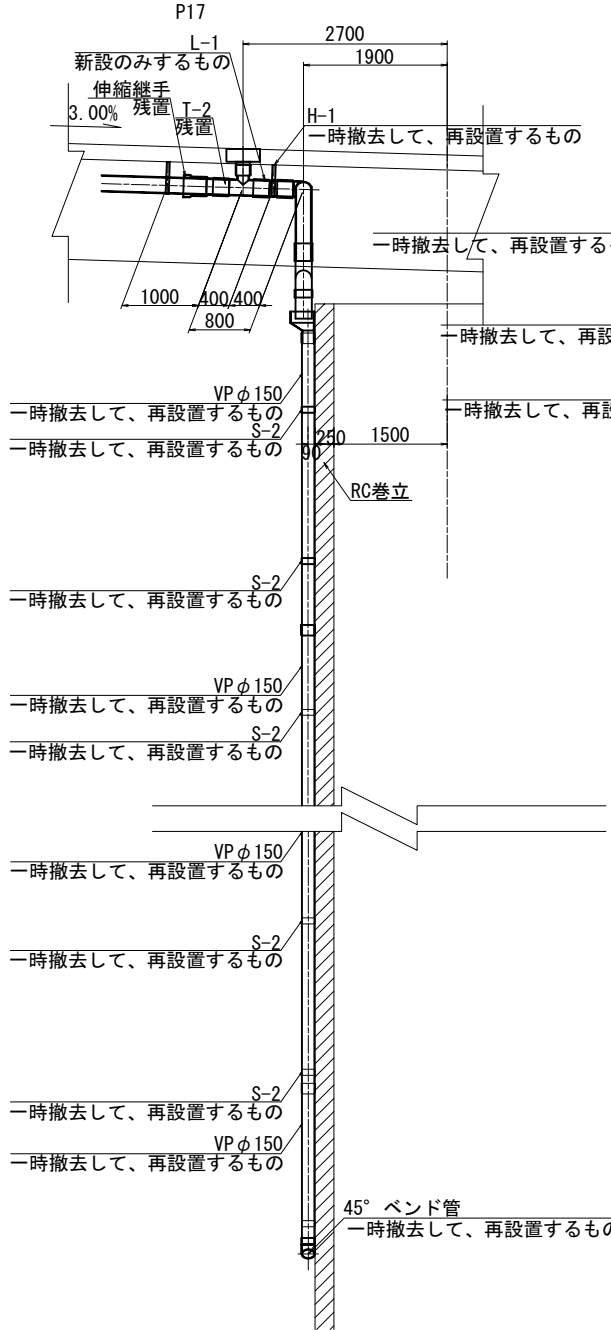 P17
2700
L-1
新設のみするもの
1900
伸縮継手
残置
T-2
残置
3.00%
H-1
一時撤去して、再設置するもの
一時撤去して、再設置する
1000
400
400
800
一時撤去して、再設
VPφ150
一時撤去して、再設置するもの
一時撤去して、再設
S-2
一時撤去して、再設置するもの
250
1500
90
RC巻立
S-2
一時撤去して、再設置するもの
VPφ150
一時撤去して、再設置するもの
S-2
一時撤去して、再設置するもの
VPφ150
一時撤去して、再設置するもの
S-2
一時撤去して、再設置するもの
S-2
一時撤去して、再設置するもの
VPφ150
一時撤去して、再設置するもの
45° ベンド管
一時撤去して、再設置するもの